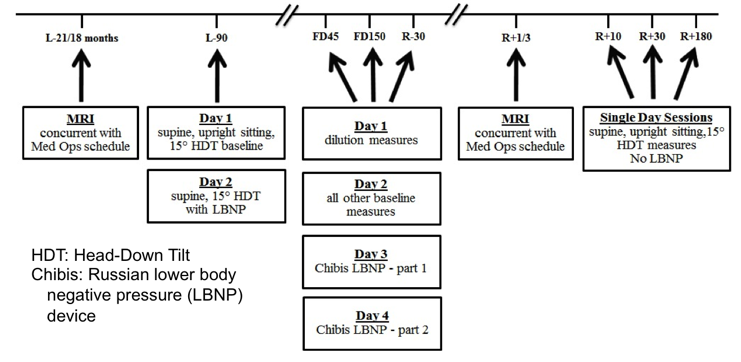 L-21/18 months
L-90
FD45
FD150
R-30
R+1/3
R+10
R+30
R+180
MRI
concurrent with
Med Ops schedule
Day 1
supine, upright sitting,
15° HDT baseline
Day 2
supine, 15° HDT
with LBNP
Day 1
dilution measures
Day 2
all other baseline
measures
Day 3
Chibis LBNP - part 1
Day 4
Chibis LBNP - part 2
MRI
concurrent with
Med Ops schedule
Single Day Sessions
supine, upright sitting,15°
HDT measures
No LBNP
HDT: Head-Down Tilt
Chibis: Russian lower body
negative pressure (LBNP)
device